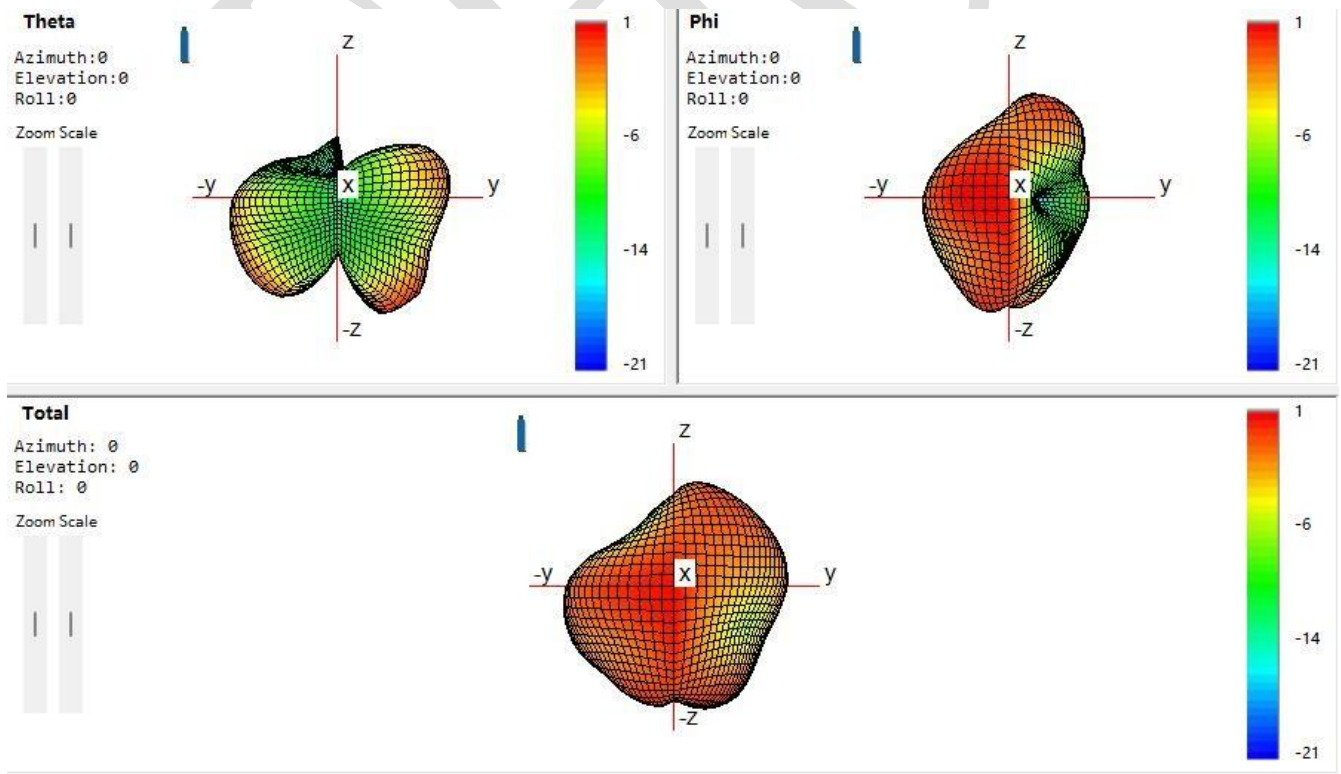 Theta
Azimuth:0
Elevation:0
Roll:0
Zoom Scale
z
-y
x
y
-z
1
-6
-14
-21
Phi
Azimuth:0
Elevation:0
Roll:0
Zoom Scale
z
-y
x
y
-z
1
-6
-14
-21
Total
Azimuth: 0
Elevation: 0
Roll: 0
Zoom Scale
z
-y
x
y
-z
1
-6
-14
-21